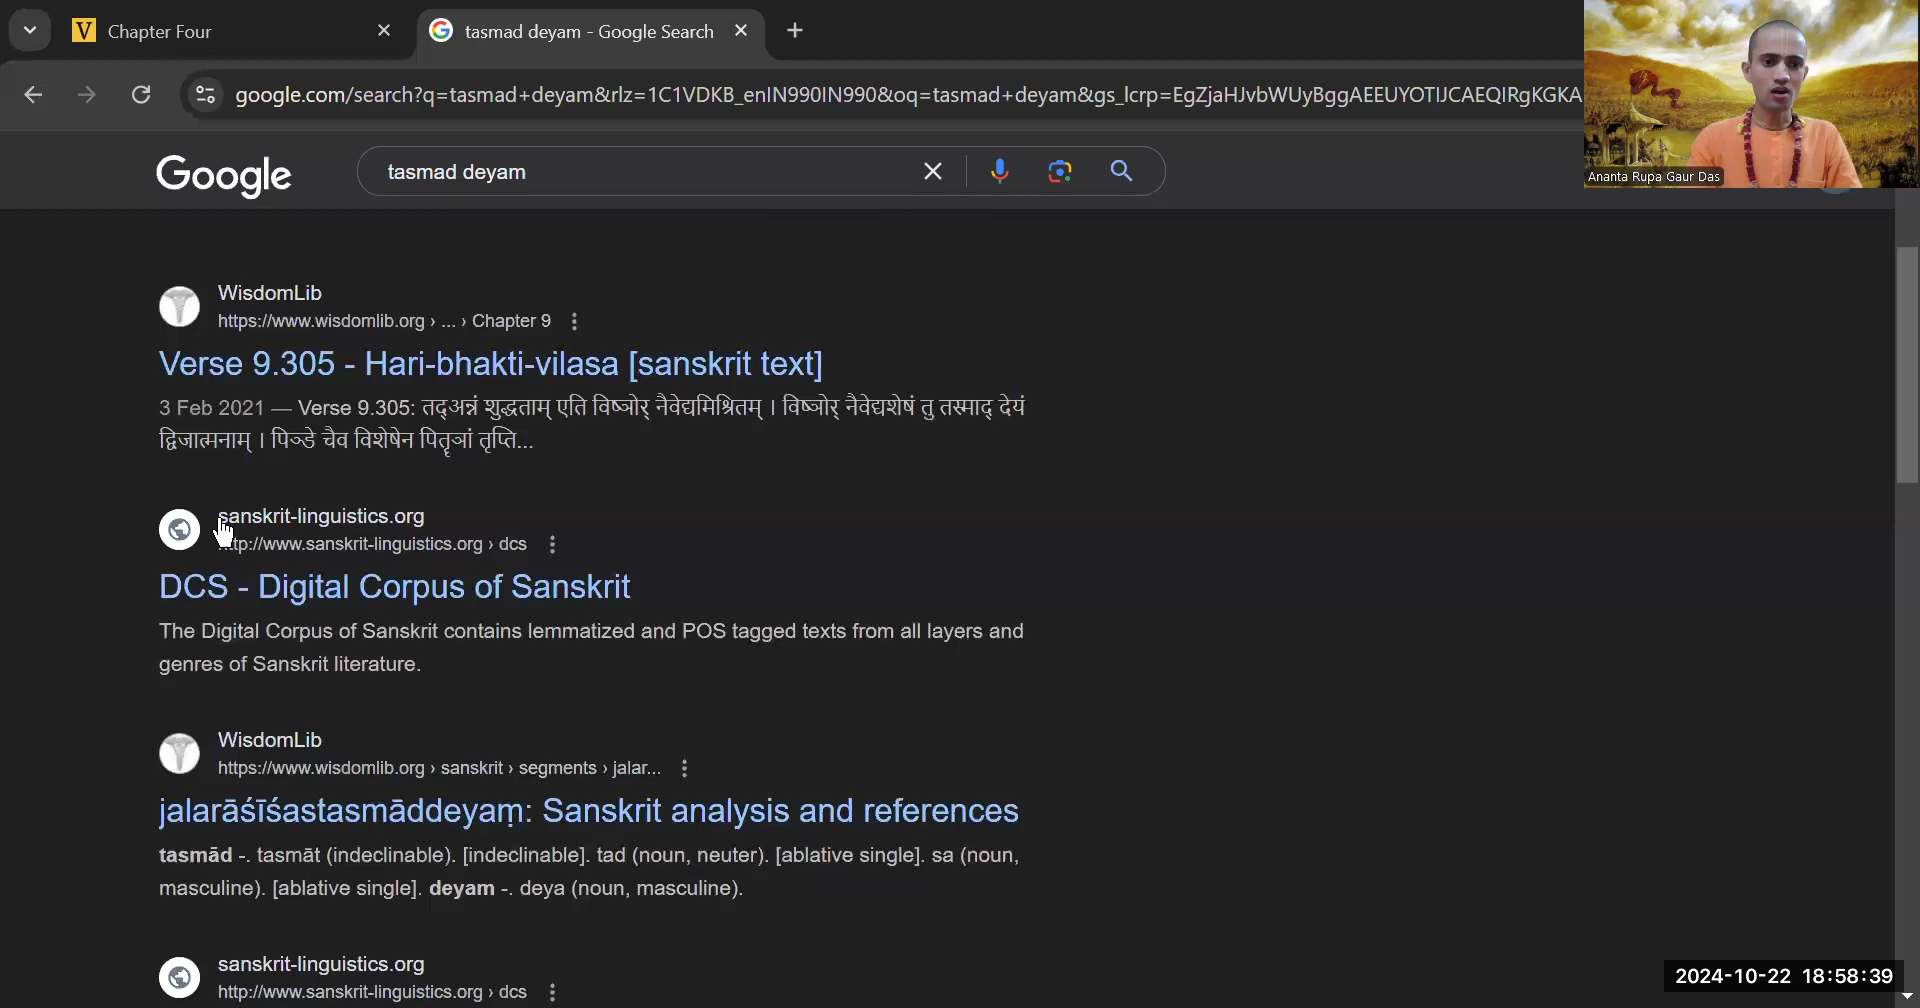 Chapter Four
tasmad deyam - Google Search
google.com/search?q=tasmad+deyam&rlz=1C1VDKB_enIN990IN990&oq=tasmad+deyam&gs_lcrp=EgZjaHJvbWUyBggAEEUYOTIJCAEQIRgKGKA
Ananta Rupa Gaur Das
Google
tasmad deyam
WisdomLib
https://www.wisdomlib.org › ... › Chapter 9
Verse 9.305 - Hari-bhakti-vilasa [sanskrit text]
3 Feb 2021 — Verse 9.305: तद्अन्नं शुद्धताम् एति विष्ञोर् नैवेद्यमिश्रितम् । विष्ञोर् नैवेद्यशेषं तु तस्माद् देयं
द्विजात्मनाम् । पिञ्डे चैव विशेषेन पितॄञां तृप्ति...
sanskrit-linguistics.org
http://www.sanskrit-linguistics.org › dcs
DCS - Digital Corpus of Sanskrit
The Digital Corpus of Sanskrit contains lemmatized and POS tagged texts from all layers and
genres of Sanskrit literature.
WisdomLib
https://www.wisdomlib.org › sanskrit › segments › jalar...
jalarāśīśastasmāddeyaṃ: Sanskrit analysis and references
tasmād -. tasmāt (indeclinable). [indeclinable]. tad (noun, neuter). [ablative single]. sa (noun,
masculine). [ablative single]. deyam -. deya (noun, masculine).
sanskrit-linguistics.org
http://www.sanskrit-linguistics.org › dcs
2024-10-22 18:58:39